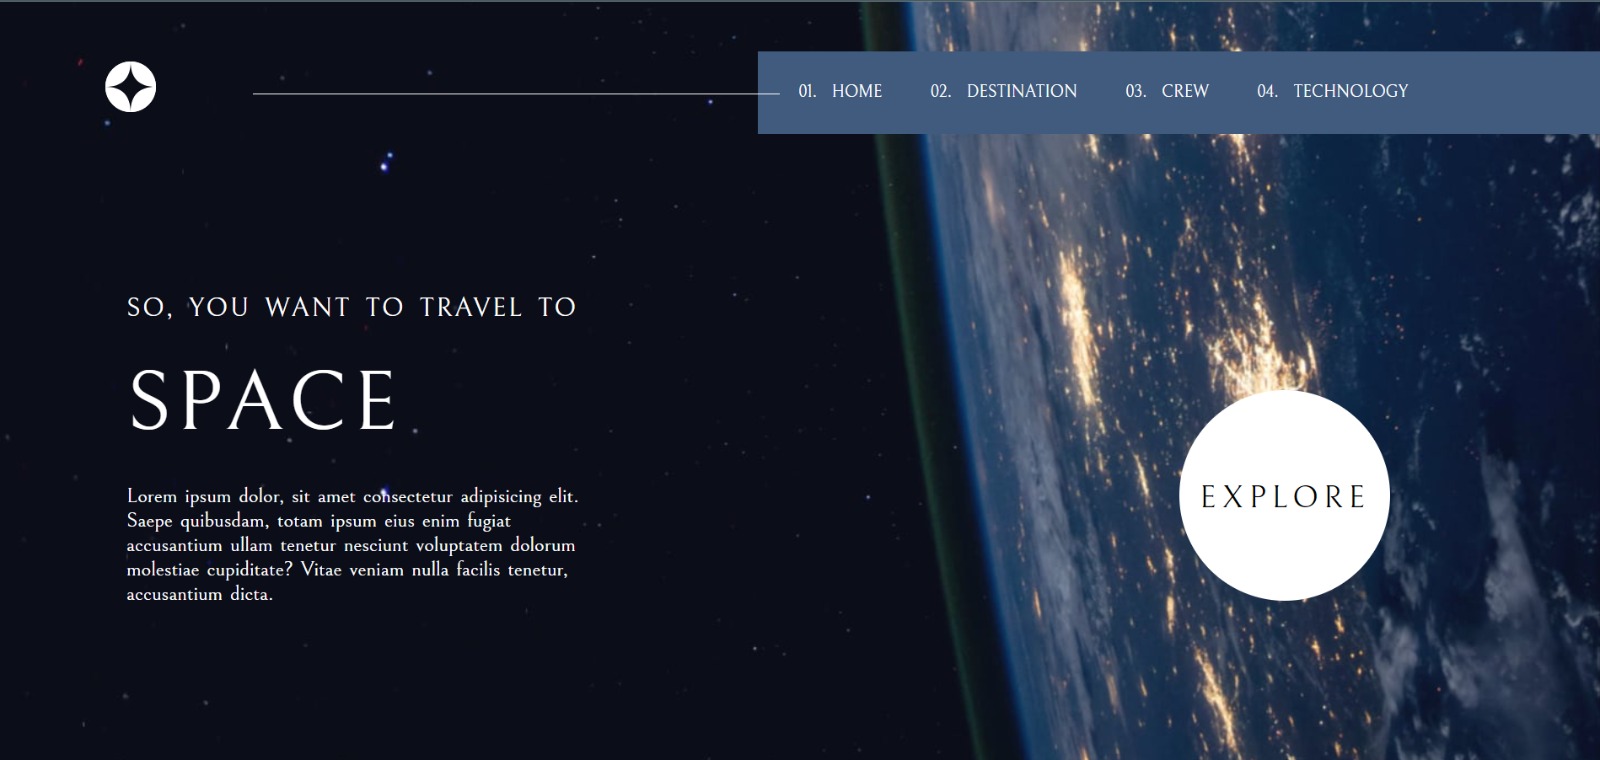 01. HOME 02. DESTINATION 03. CREW 04. TECHNOLOGY
SO, YOU WANT TO TRAVEL TO
SPACE
Lorem ipsum dolor, sit amet consectetur adipisicing elit.
Saepe quibusdam, totam ipsum eius enim fugiat
accusantium ullam tenetur nesciunt voluptatem dolorum
molestiae cupiditate? Vitae veniam nulla facilis tenetur,
accusantium dicta.
EXPLORE